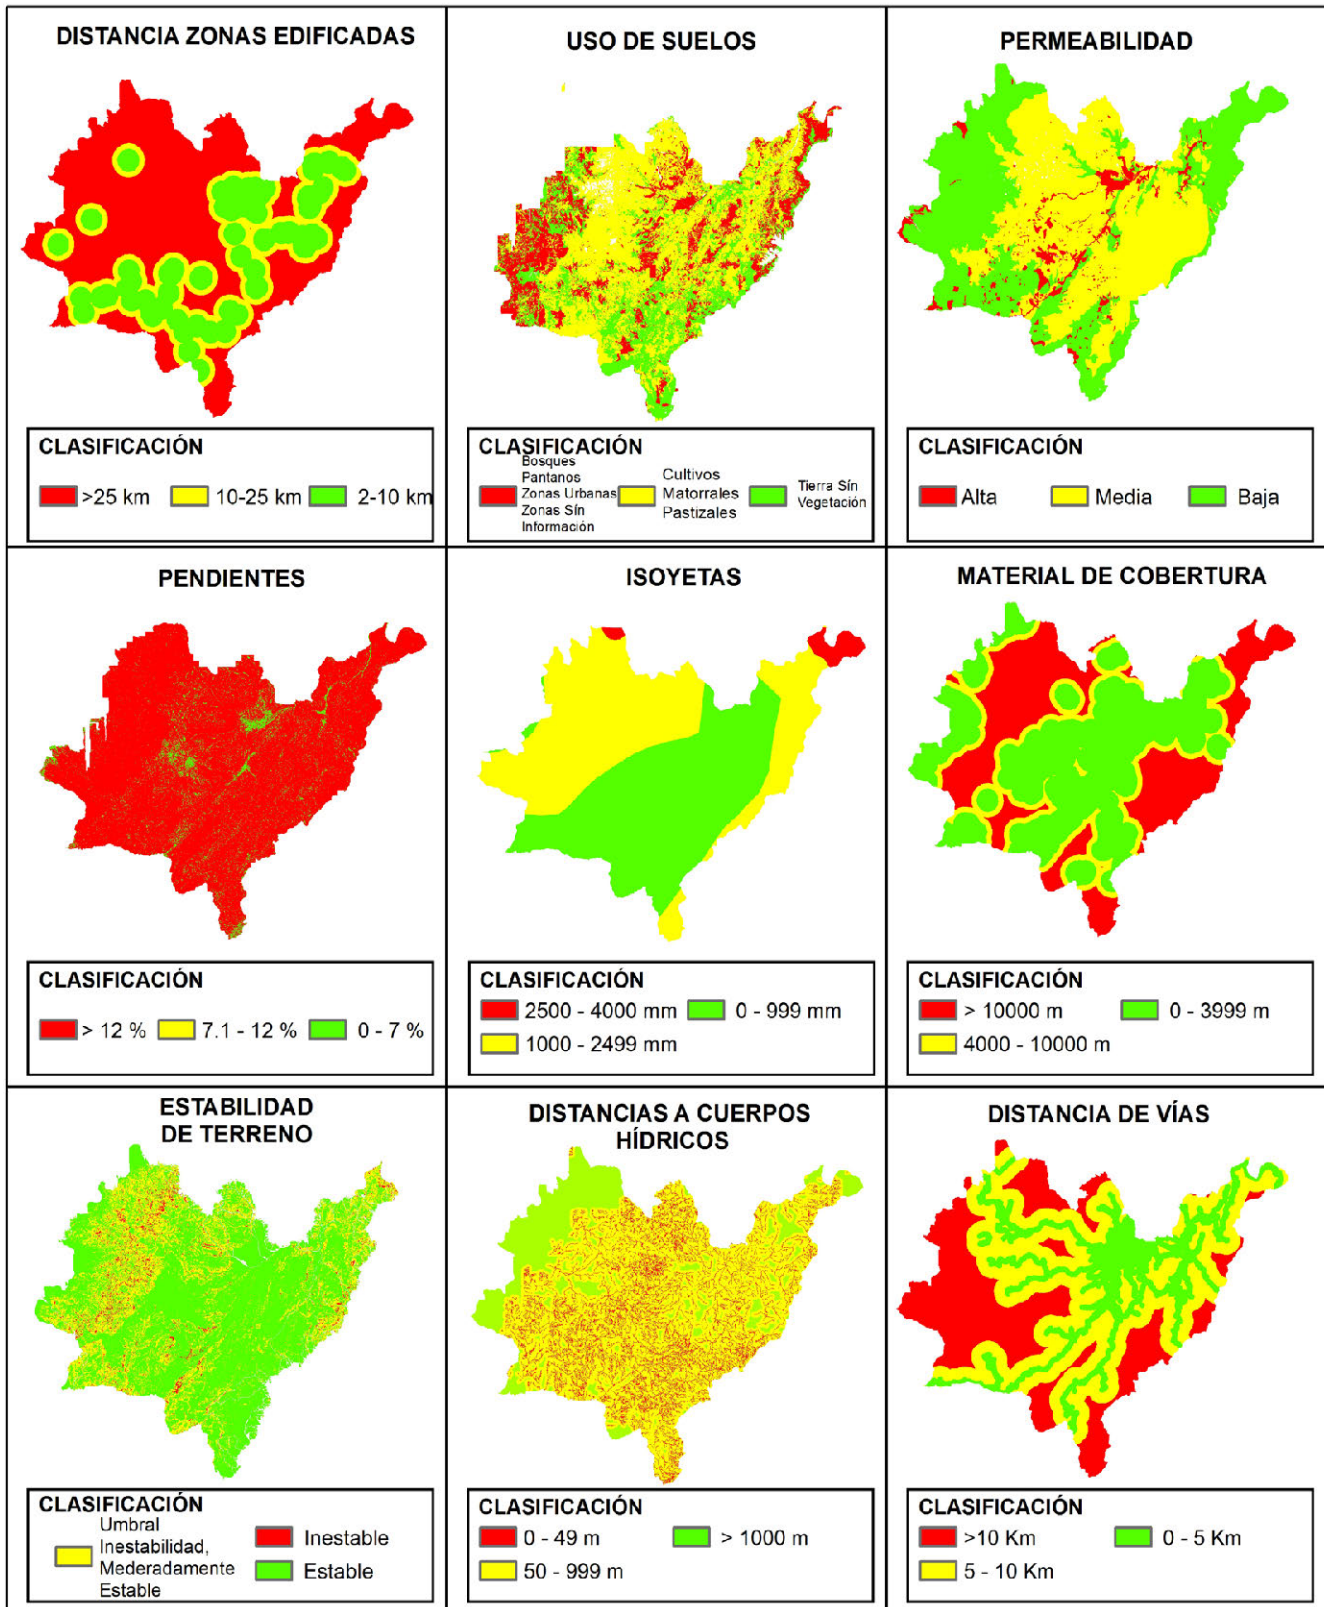 DISTANCIA ZONAS EDIFICADAS
CLASIFICACIÓN
>25 km
10-25 km
2-10 km
USO DE SUELOS
CLASIFICACIÓN
Bosques
Pantanos
Zonas Urbanas
Zonas Sín
Información
Cultivos
Matorrales
Pastizales
Tierra Sín
Vegetación
PERMEABILIDAD
CLASIFICACIÓN
Alta
Media
Baja
PENDIENTES
CLASIFICACIÓN
> 12 %
7.1 - 12 %
0 - 7 %
ISOYETAS
CLASIFICACIÓN
2500 - 4000 mm
0 - 999 mm
1000 - 2499 mm
MATERIAL DE COBERTURA
CLASIFICACIÓN
> 10000 m
0 - 3999 m
4000 - 10000 m
ESTABILIDAD
DE TERRENO
CLASIFICACIÓN
Umbral
Inestabilidad,
Mederadamente
Estable
Inestable
Estable
DISTANCIAS A CUERPOS
HÍDRICOS
CLASIFICACIÓN
0 - 49 m
> 1000 m
50 - 999 m
DISTANCIA DE VÍAS
CLASIFICACIÓN
>10 Km
0 - 5 Km
5 - 10 Km